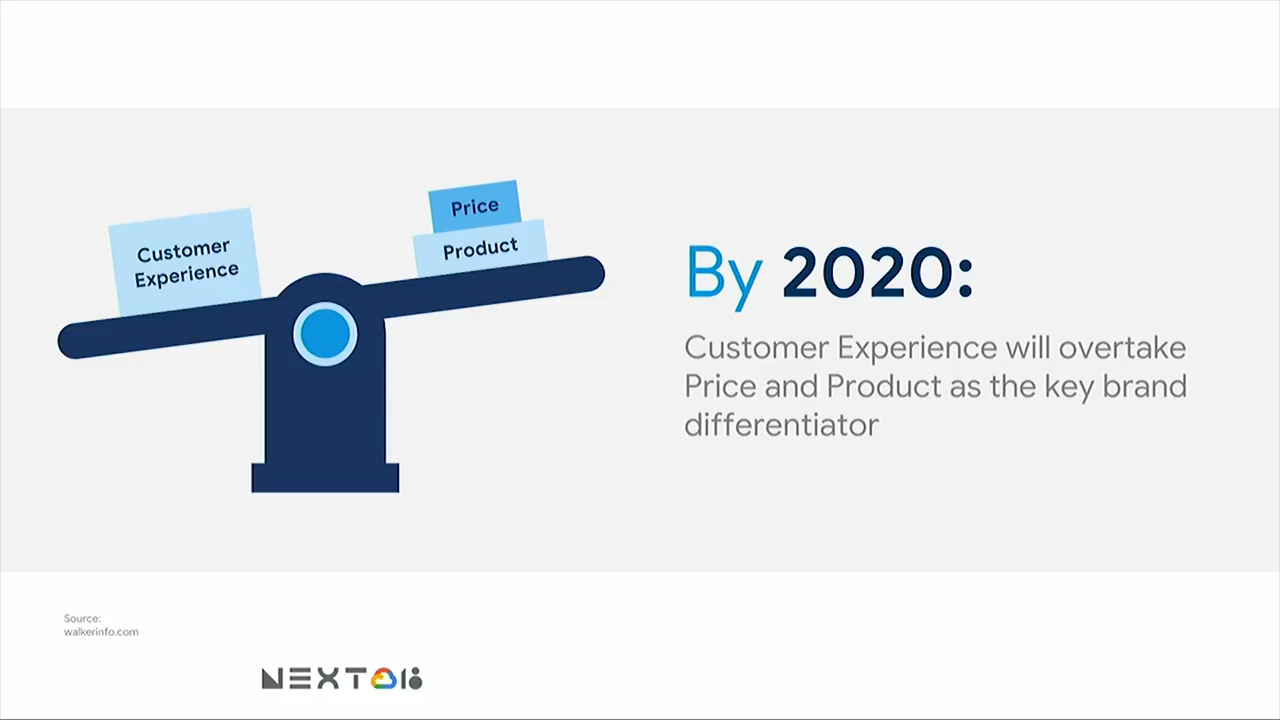 Customer
Experience
Price
Product
By 2020:
Customer Experience will overtake
Price and Product as the key brand
differentiator
Source:
walkerinfo.com
NEXT 18